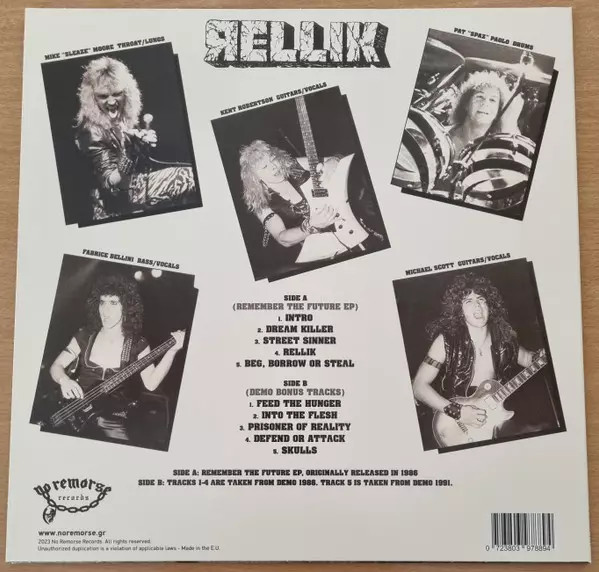 RELLIK
MIKE "SLEAZE" MOORE THROAT/LUNGS
KENY ROBERTSON GUITARS/VOCALS
PAT "SPAZ" PAOLO DRUMS
FABRICE BELLINI BASS/VOCALS
MICHAEL SCOTT GUITARS/VOCALS
SIDE A
(REMEMBER THE FUTURE EP)
1. INTRO
2. DREAM KILLER
3. STREET SINNER
4. RELLIK
5. BEG, BORROW OR STEAL
SIDE B
(DEMO BONUS TRACKS)
1. FEED THE HUNGER
2. INTO THE FLESH
3. PRISONER OF REALITY
4. DEFEND OR ATTACK
5. SKULLS
SIDE A: REMEMBER THE FUTURE EP, ORIGINALLY RELEASED IN 1986
SIDE B: TRACKS 1-4 ARE TAKEN FROM DEMO 1986. TRACK 5 IS TAKEN FROM DEMO 1991.
no remorse
records
www.noremorse.gr
2023 No Remorse Records. All rights reserved.
Unauthorized duplication is a violation of applicable laws - Made in the E.U.
0 723803 978894